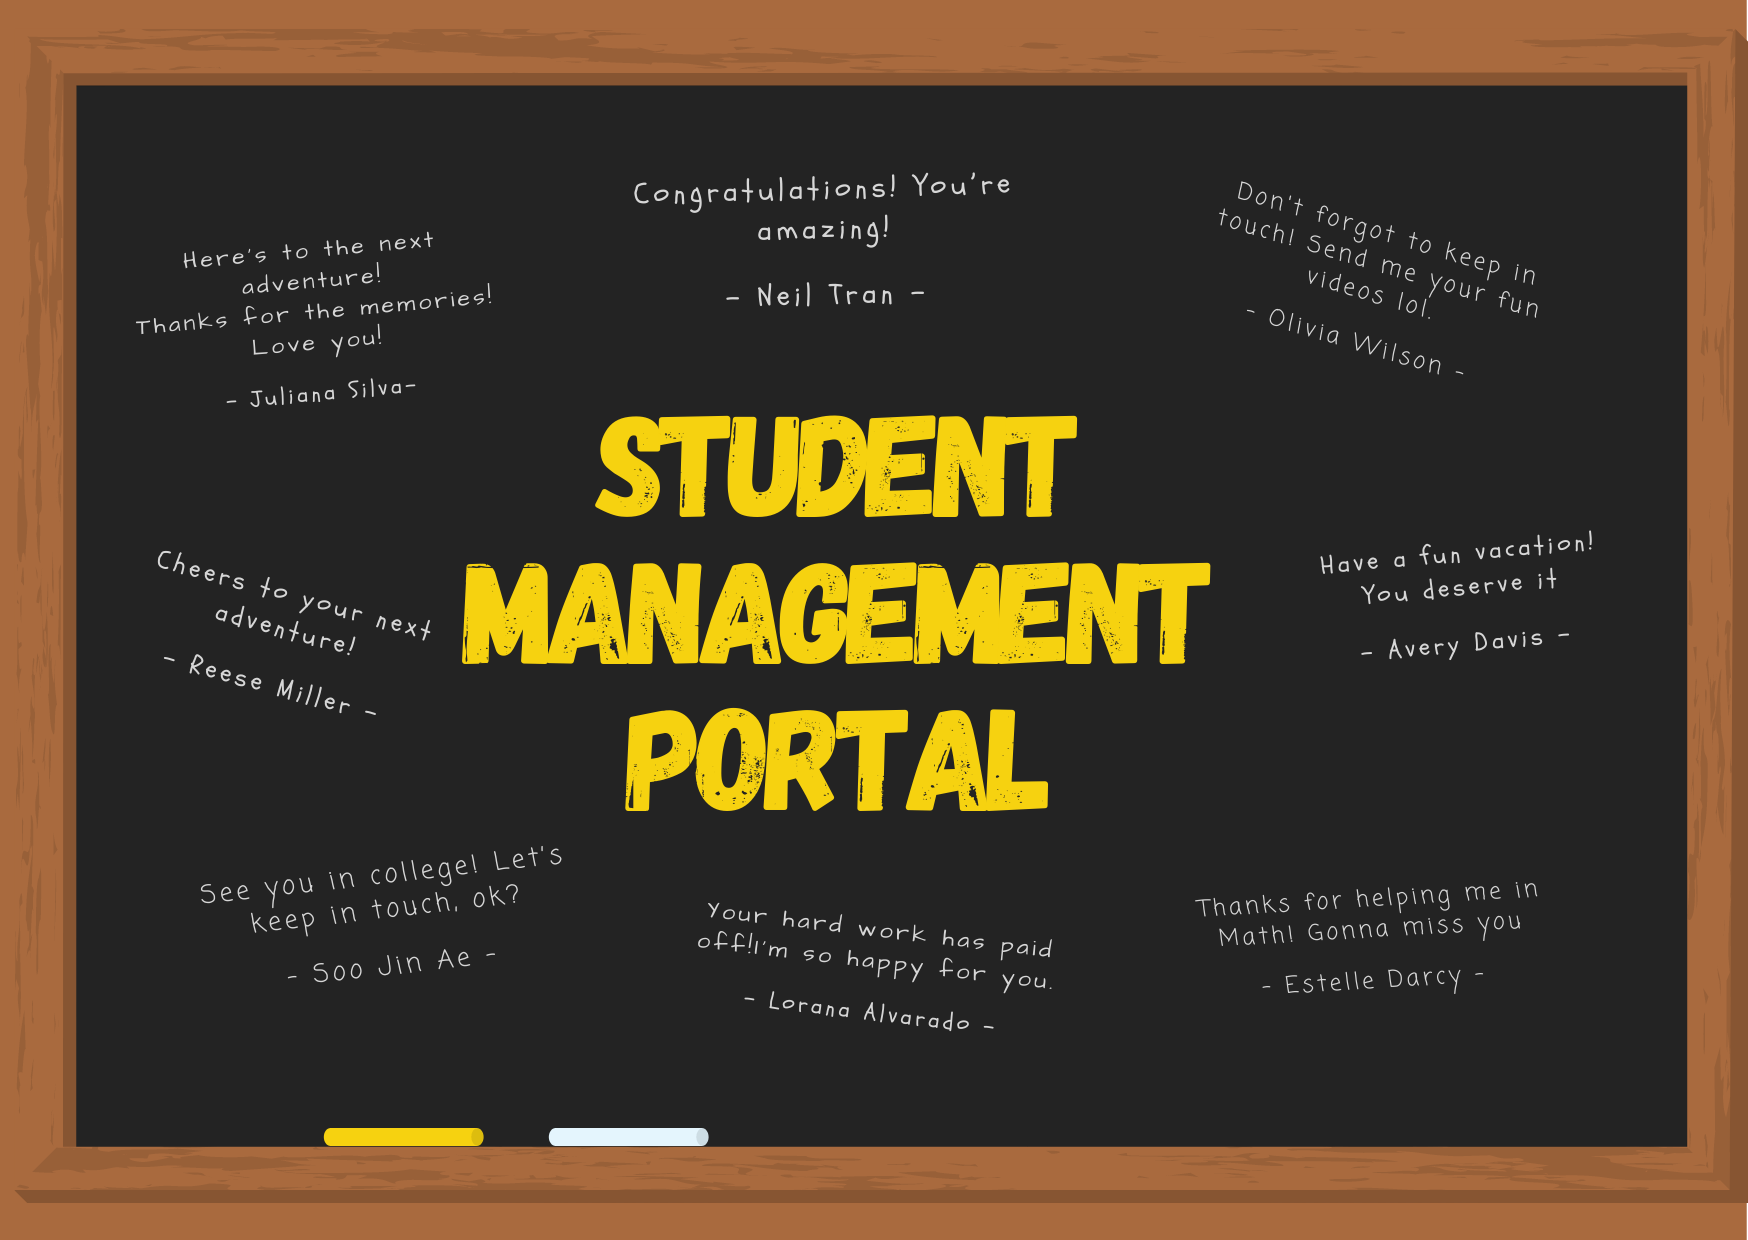 Here's to the next
adventure!
Thanks for the memories!
Love you!
- Juliana Silva-
Congratulations! You're
amazing!
- Neil Tran -
Don't forgot to keep in
touch! Send me your fun
videos lol.
- Olivia Wilson -
STUDENT
MANAGEMENT
PORTAL
Cheers to your next
adventure!
- Reese Miller -
Have a fun vacation!
You deserve it
- Avery Davis -
See you in college! Let's
keep in touch, ok?
- Soo Jin Ae -
Your hard work has paid
off!I'm so happy for you.
- Lorana Alvarado -
Thanks for helping me in
Math! Gonna miss you
- Estelle Darcy -